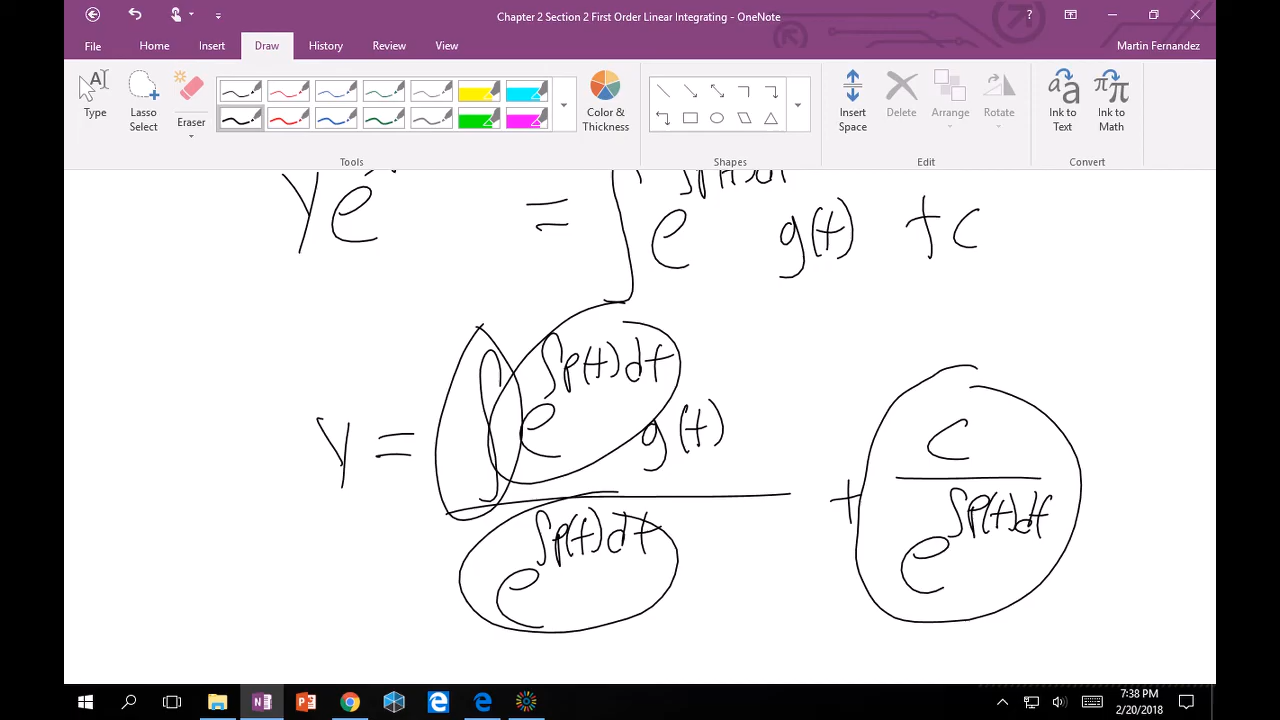 Chapter 2 Section 2 First Order Linear Integrating - OneNote
?
File Home Insert Draw History Review View Martin Fernandez
Type Lasso Select Eraser Color & Thickness Insert Space Delete Arrange Rotate Ink to Text Ink to Math
Tools Shapes Edit Convert
ye = ∫ e^∫p(t)dt g(t) + c
y = ∫ e^∫p(t)dt g(t) / e^∫p(t)dt + c / e^∫p(t)dt
7:38 PM
2/20/2018